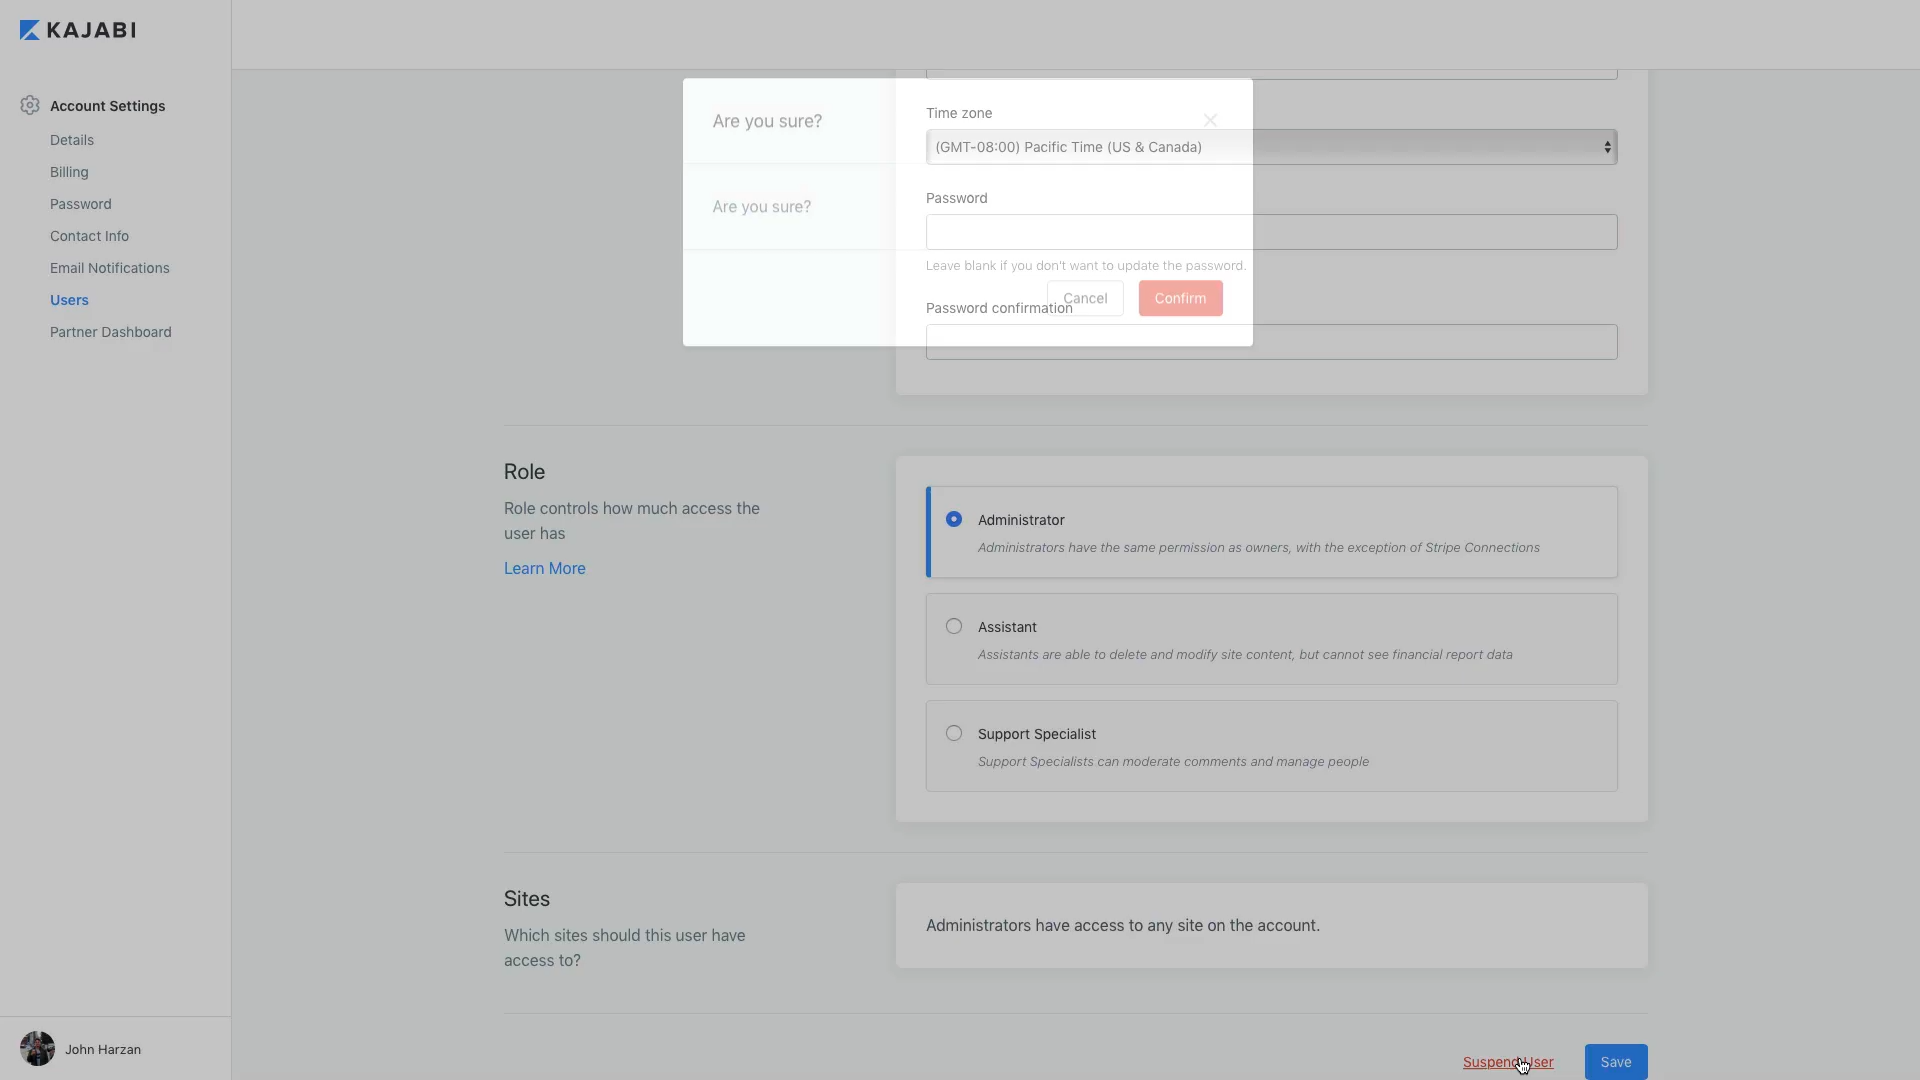 KAJABI
Account Settings
Details
Billing
Password
Contact Info
Email Notifications
Users
Partner Dashboard
John Harzan
Are you sure?
Are you sure?
Cancel
Confirm
Time zone
(GMT-08:00) Pacific Time (US & Canada)
Password
Leave blank if you don't want to update the password.
Password confirmation
Role
Role controls how much access the
user has
Learn More
Administrator
Administrators have the same permission as owners, with the exception of Stripe Connections
Assistant
Assistants are able to delete and modify site content, but cannot see financial report data
Support Specialist
Support Specialists can moderate comments and manage people
Sites
Which sites should this user have
access to?
Administrators have access to any site on the account.
Suspend User
Save